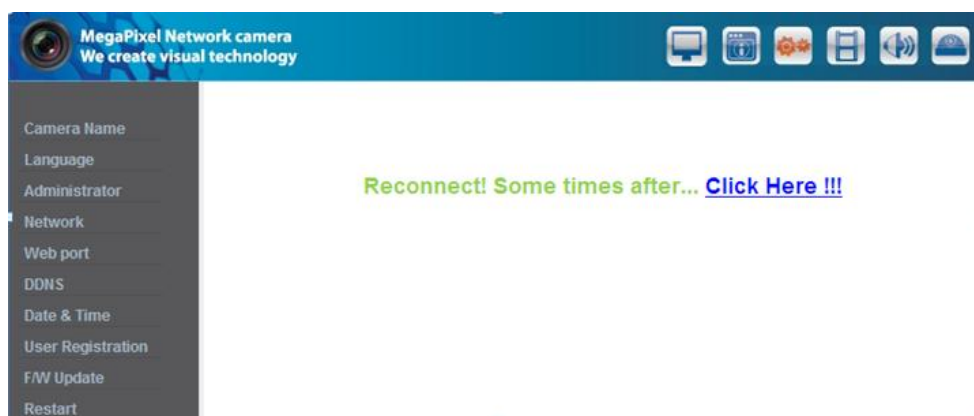 MegaPixel Network camera
We create visual technology
Camera Name
Language
Administrator
Network
Web port
DDNS
Date & Time
User Registration
F/W Update
Restart
Reconnect! Some times after... Click Here !!!